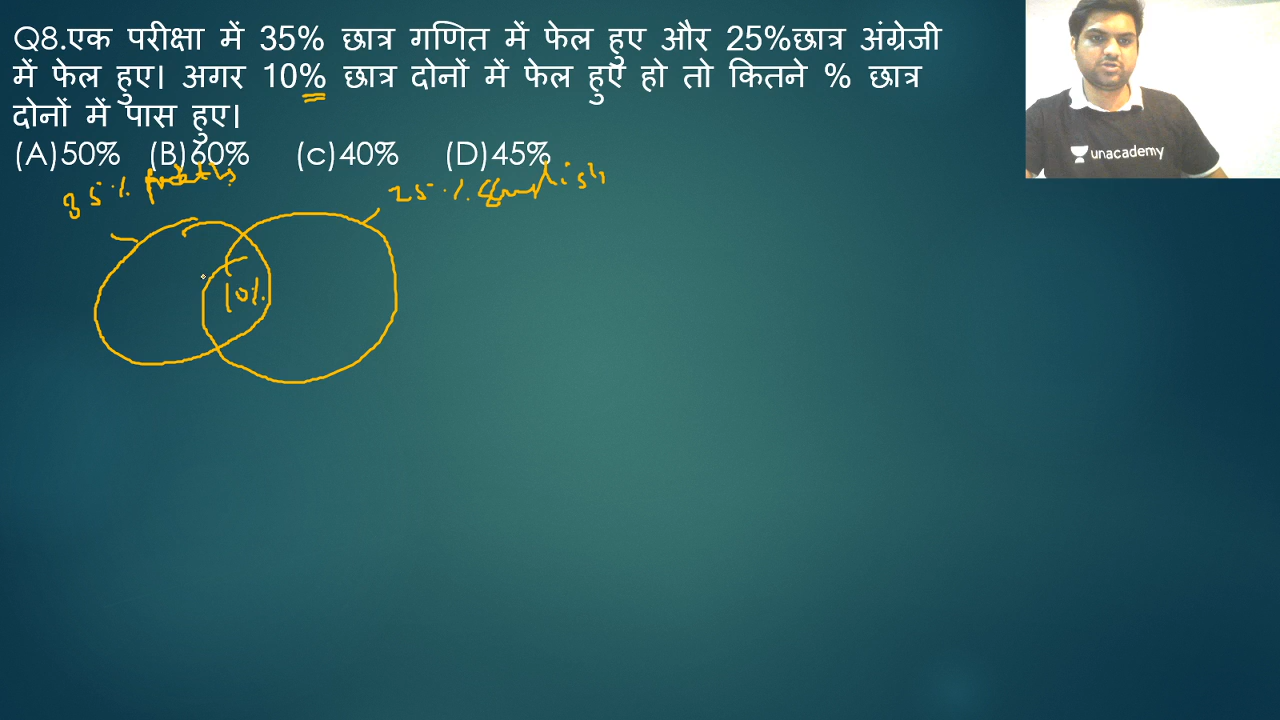 Q8.एक परीक्षा में 35% छात्र गणित में फेल हुए और 25%छात्र अंग्रेजी
में फेल हुए। अगर 10% छात्र दोनों में फेल हुए हो तो कितने % छात्र
दोनों में पास हुए।
(A)50% (B)60% (c)40% (D)45%
35%
25% English
10%
unacademy